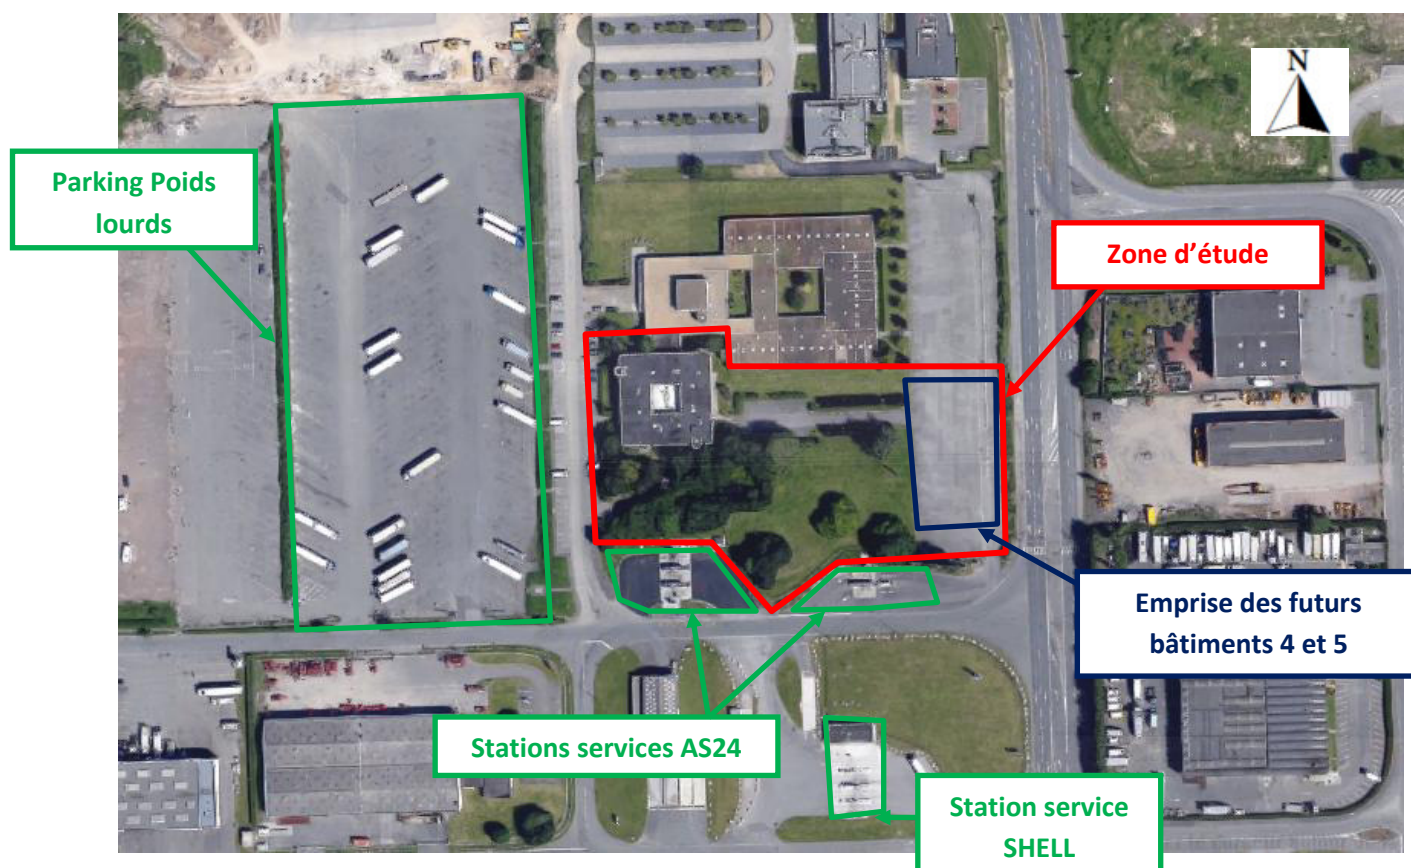 N
Parking Poids
lourds
Zone d'étude
Emprise des futurs
bâtiments 4 et 5
Stations services AS24
Station service
SHELL